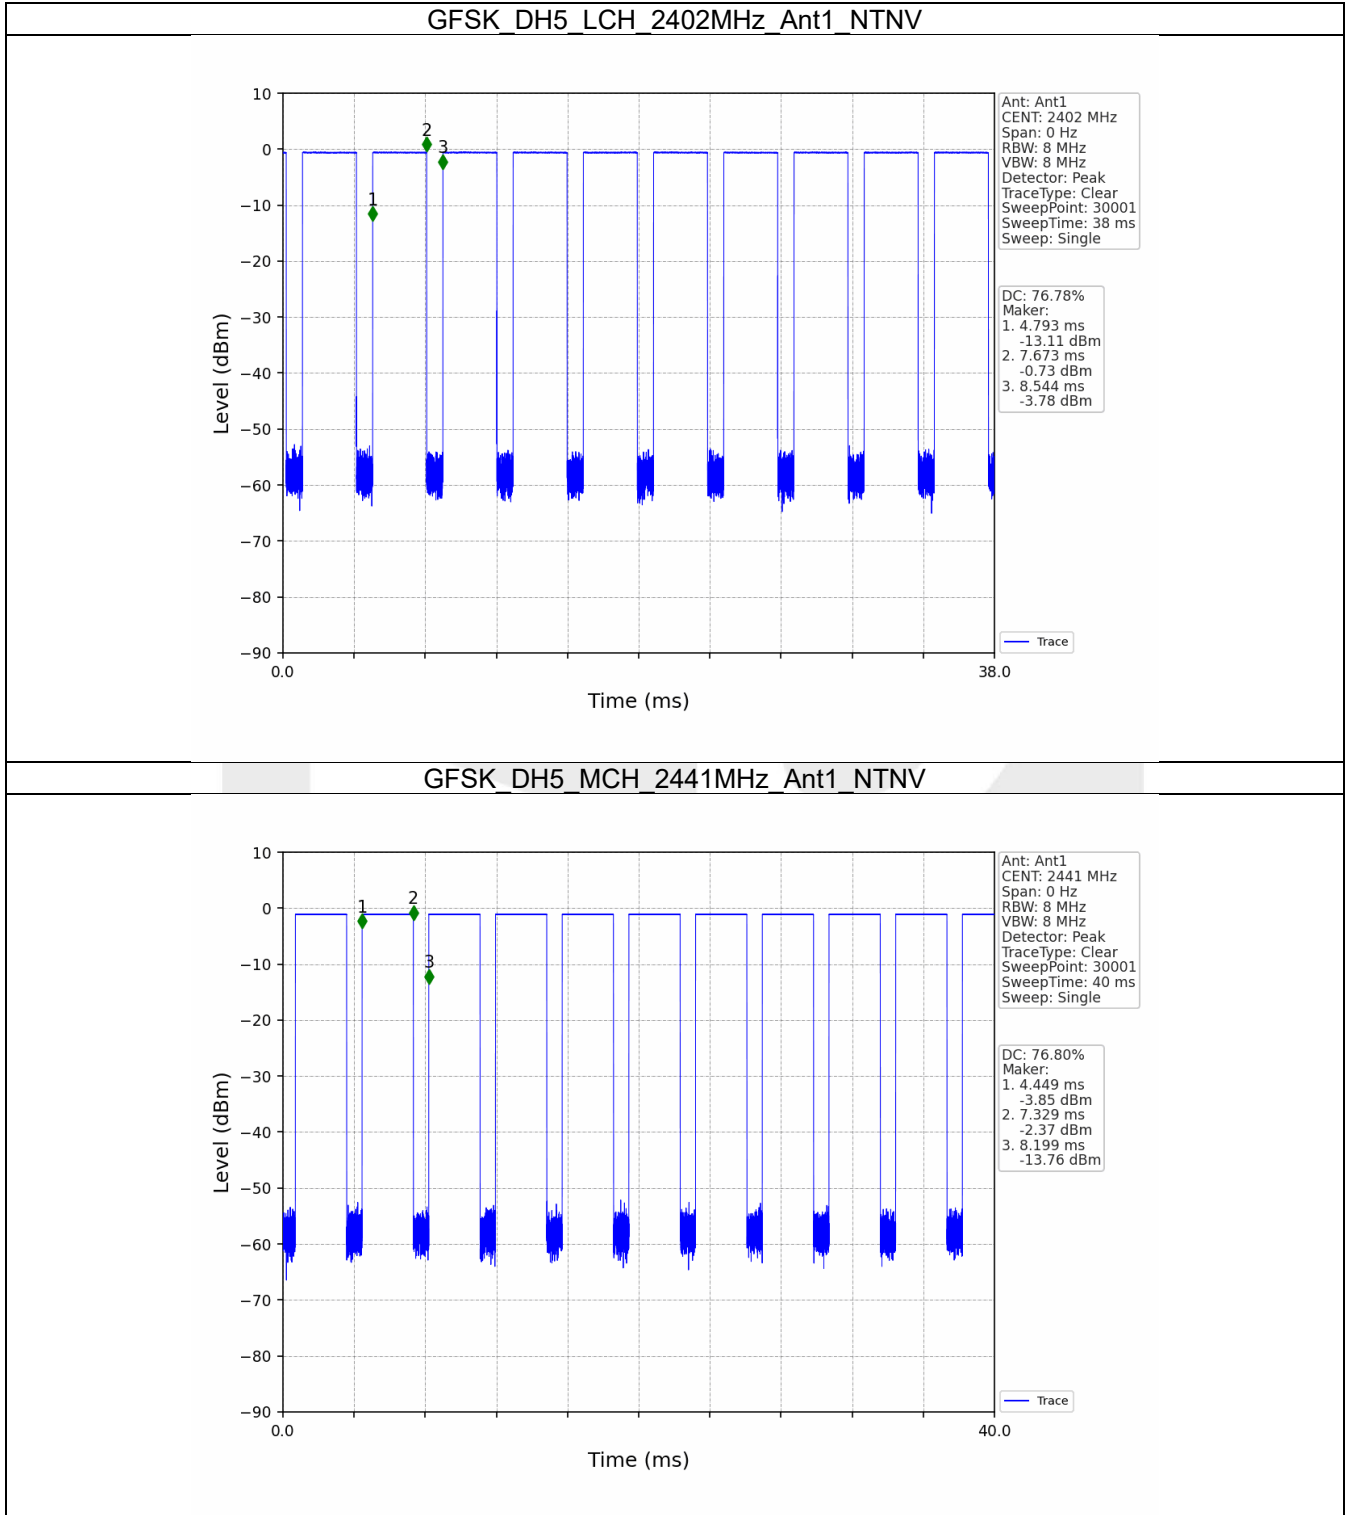 GFSK_DH5_LCH_2402MHz_Ant1_NTNV
10
0
−10
−20
−30
−40
−50
−60
−70
−80
−90
Level (dBm)
1
2
3
0.0
38.0
Time (ms)
Ant: Ant1
CENT: 2402 MHz
Span: 0 Hz
RBW: 8 MHz
VBW: 8 MHz
Detector: Peak
TraceType: Clear
SweepPoint: 30001
SweepTime: 38 ms
Sweep: Single
DC: 76.78%
Maker:
1. 4.793 ms
-13.11 dBm
2. 7.673 ms
-0.73 dBm
3. 8.544 ms
-3.78 dBm
Trace
GFSK_DH5_MCH_2441MHz_Ant1_NTNV
10
0
−10
−20
−30
−40
−50
−60
−70
−80
−90
Level (dBm)
1
2
3
0.0
40.0
Time (ms)
Ant: Ant1
CENT: 2441 MHz
Span: 0 Hz
RBW: 8 MHz
VBW: 8 MHz
Detector: Peak
TraceType: Clear
SweepPoint: 30001
SweepTime: 40 ms
Sweep: Single
DC: 76.80%
Maker:
1. 4.449 ms
-3.85 dBm
2. 7.329 ms
-2.37 dBm
3. 8.199 ms
-13.76 dBm
Trace